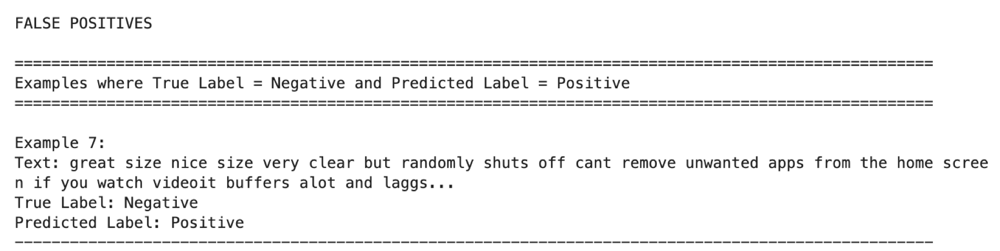 FALSE POSITIVES
====================================================================================================
Examples where True Label = Negative and Predicted Label = Positive
====================================================================================================
Example 7:
Text: great size nice size very clear but randomly shuts off cant remove unwanted apps from the home scree
n if you watch videoit buffers alot and laggs...
True Label: Negative
Predicted Label: Positive
----------------------------------------------------------------------------------------------------